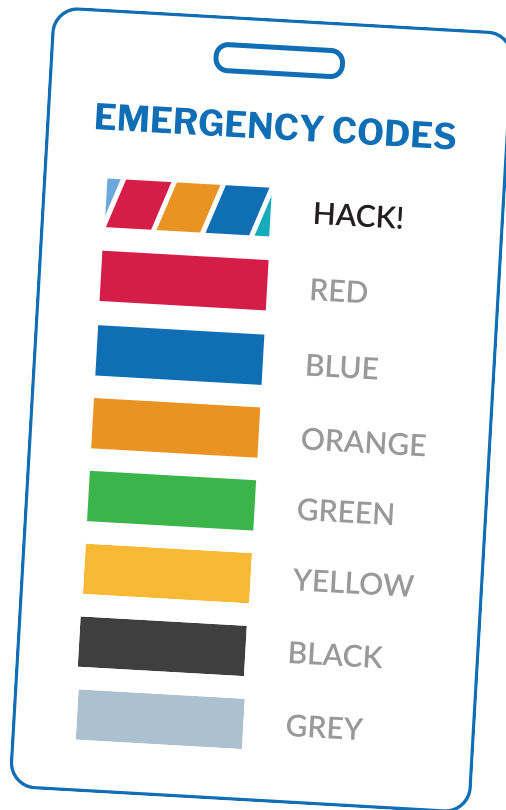 EMERGENCY CODES
HACK!
RED
BLUE
ORANGE
GREEN
YELLOW
BLACK
GREY